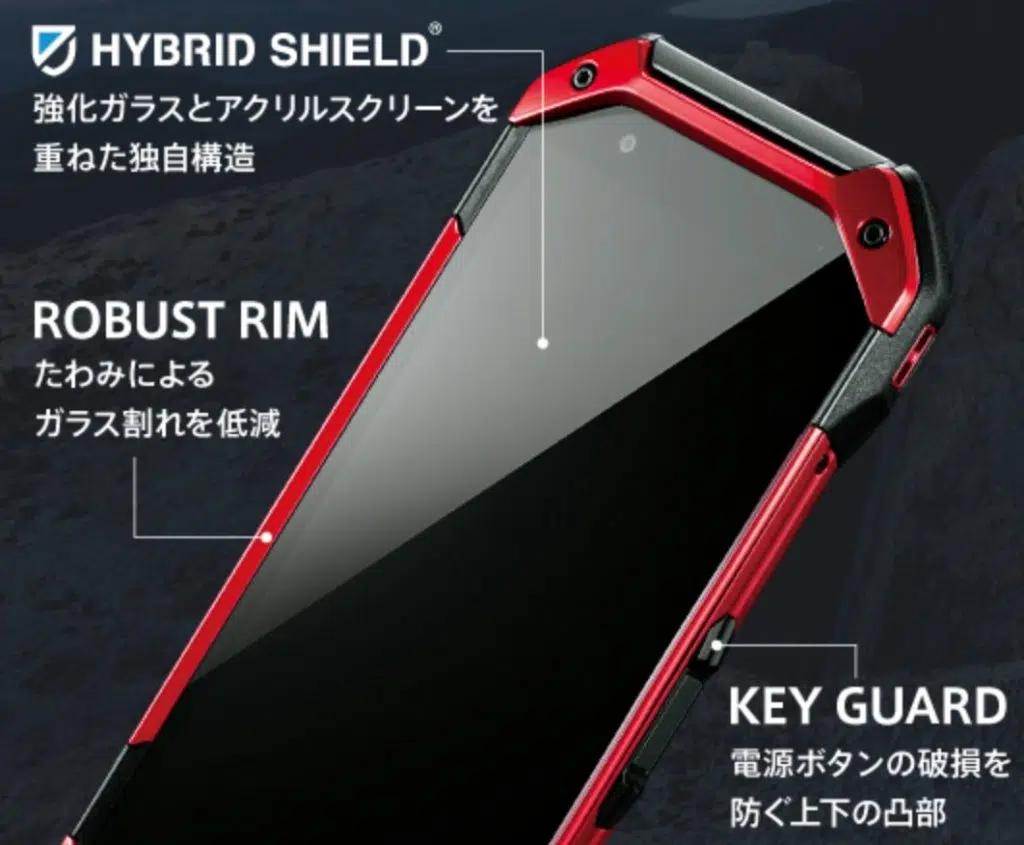 HYBRID SHIELD®
強化ガラスとアクリルスクリーンを
重ねた独自構造
ROBUST RIM
たわみによる
ガラス割れを低減
KEY GUARD
電源ボタンの破損を
防ぐ上下の凸部